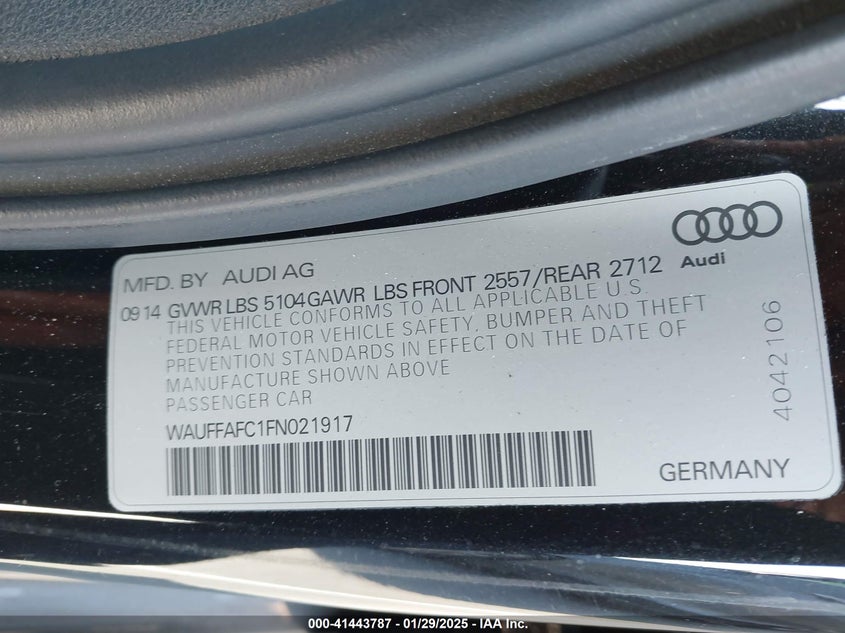 MFD. BY AUDI AG
Audi
0914 GVWR LBS 5104 GAWR LBS FRONT 2557/REAR 2712
THIS VEHICLE CONFORMS TO ALL APPLICABLE U.S.
FEDERAL MOTOR VEHICLE SAFETY, BUMPER AND THEFT
PREVENTION STANDARDS IN EFFECT ON THE DATE OF
MANUFACTURE SHOWN ABOVE
PASSENGER CAR
WAUFFAFC1FN021917
4042106
GERMANY
000-41443787 - 01/29/2025 - IAA Inc.